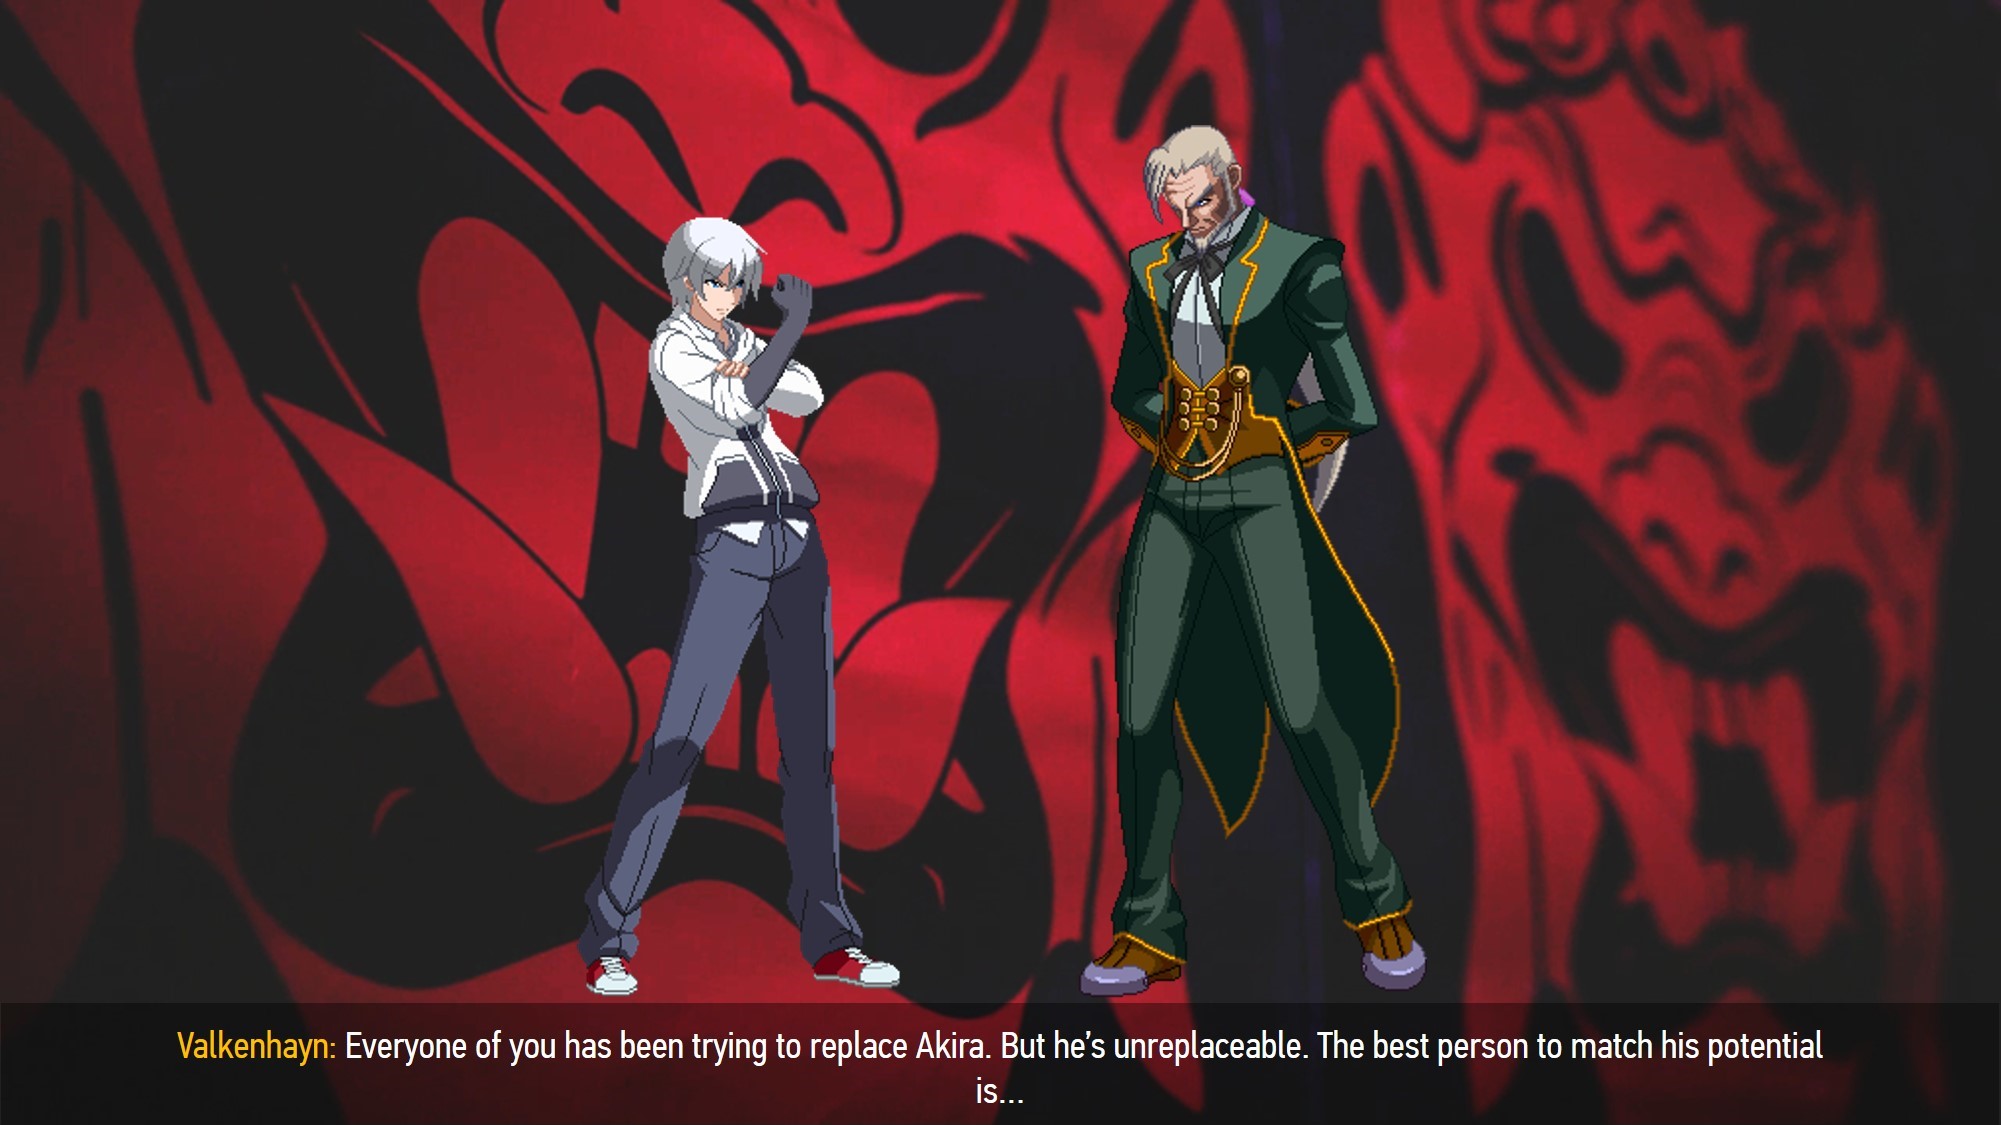 Valkenhayn: Everyone of you has been trying to replace Akira. But he’s unreplaceable. The best person to match his potential
is...